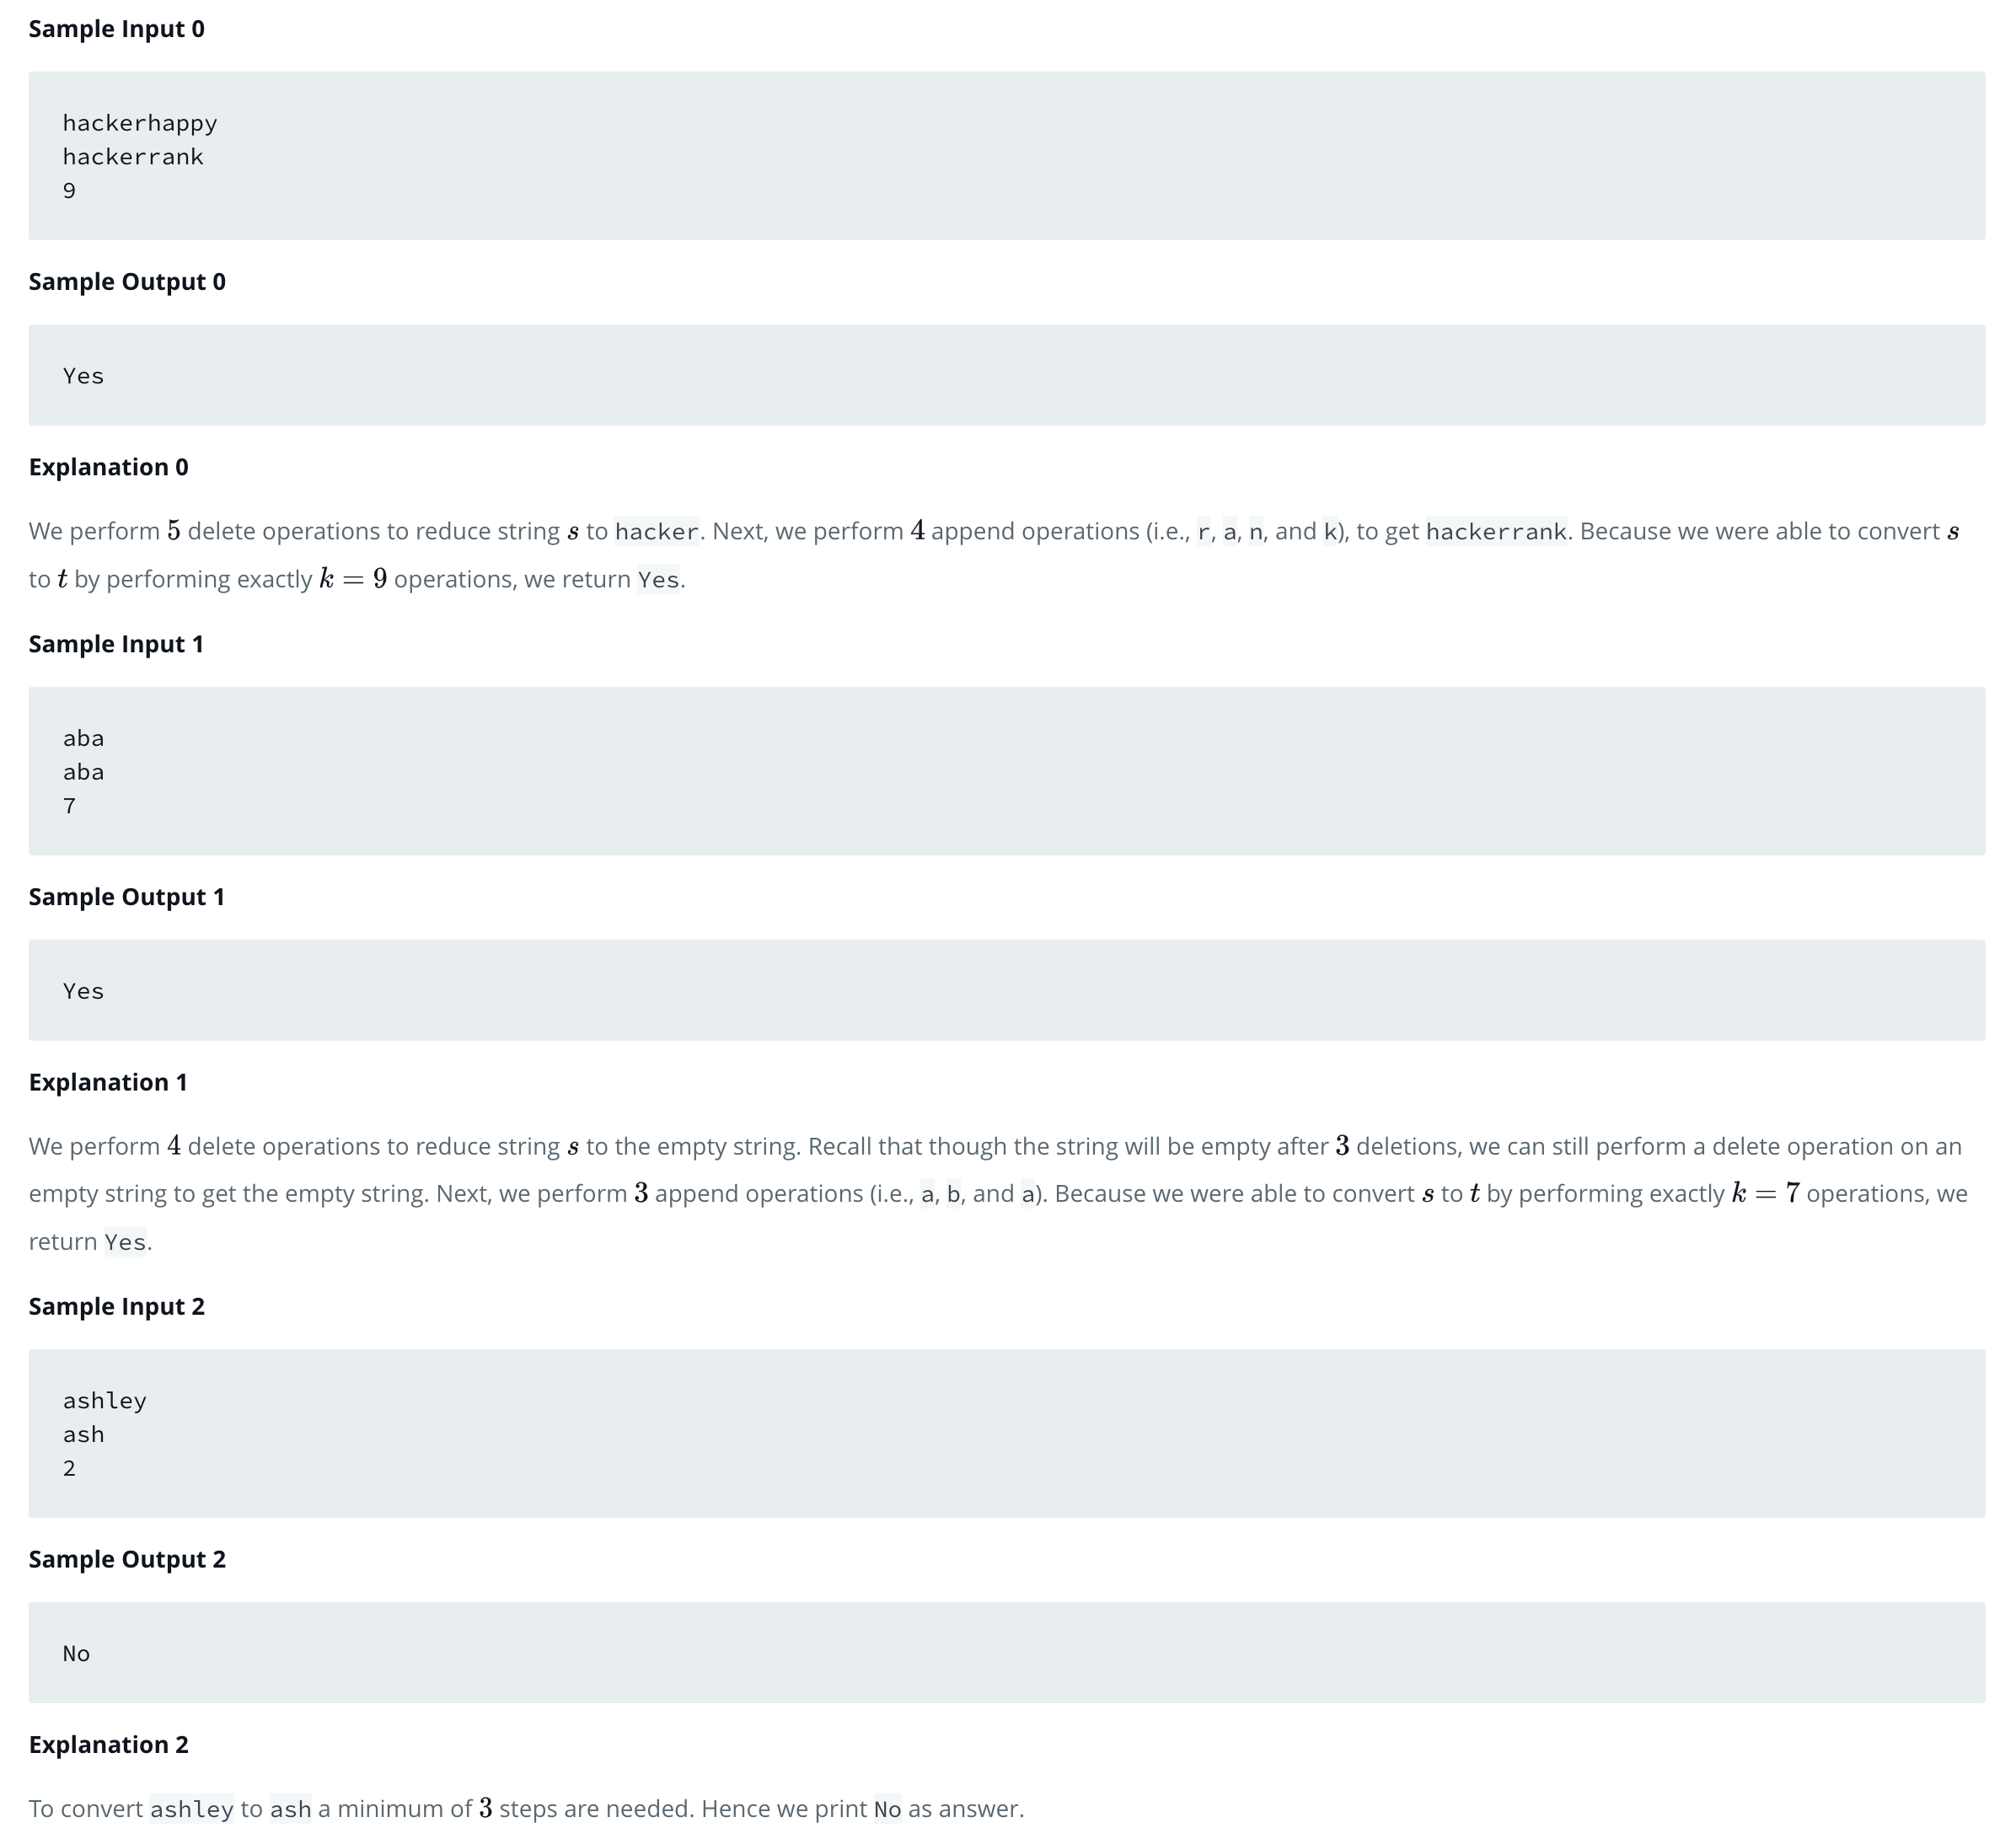 Sample Input 0
hackerhappy
hackerrank
9
Sample Output 0
Yes
Explanation 0
We perform 5 delete operations to reduce string s to hacker. Next, we perform 4 append operations (i.e., r, a, n, and k), to get hackerrank. Because we were able to convert s
to t by performing exactly k = 9 operations, we return Yes.
Sample Input 1
aba
aba
7
Sample Output 1
Yes
Explanation 1
We perform 4 delete operations to reduce string s to the empty string. Recall that though the string will be empty after 3 deletions, we can still perform a delete operation on an
empty string to get the empty string. Next, we perform 3 append operations (i.e., a, b, and a). Because we were able to convert s to t by performing exactly k = 7 operations, we
return Yes.
Sample Input 2
ashley
ash
2
Sample Output 2
No
Explanation 2
To convert ashley to ash a minimum of 3 steps are needed. Hence we print No as answer.